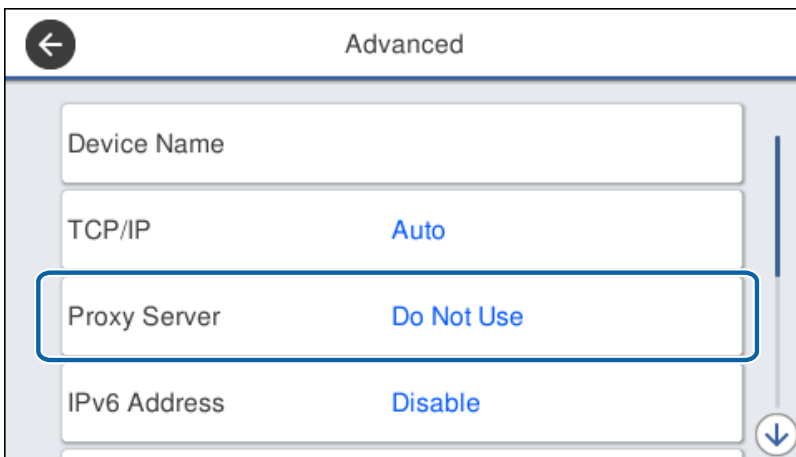 Advanced
Device Name
TCP/IP Auto
Proxy Server Do Not Use
IPv6 Address Disable